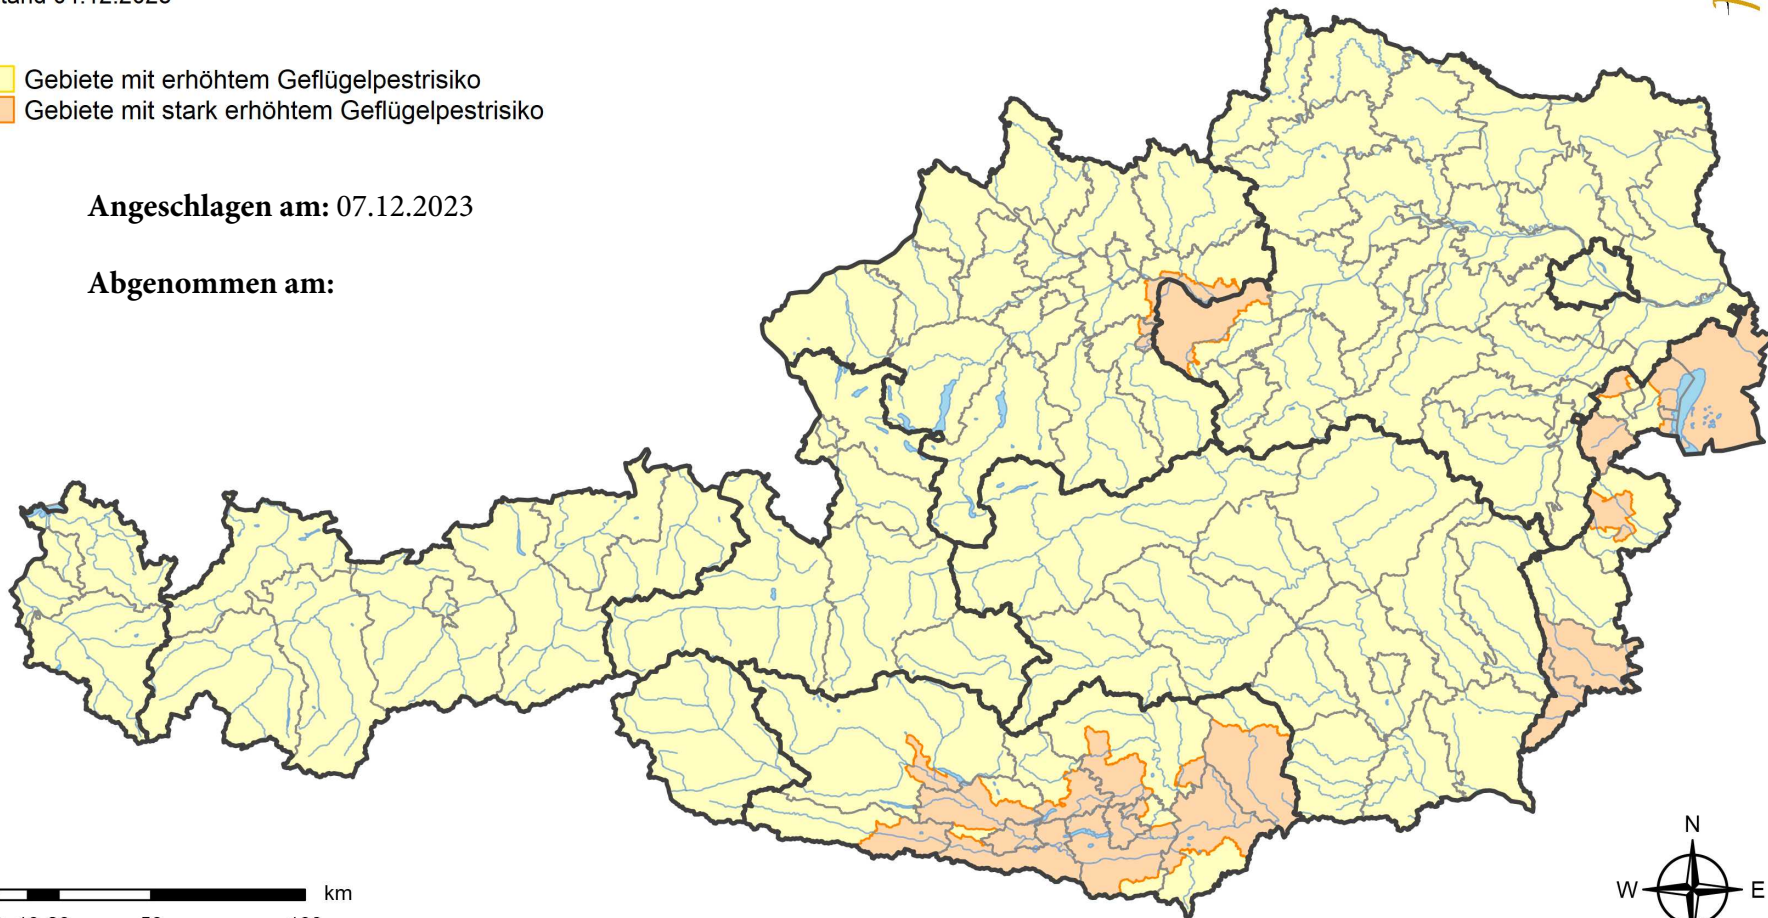 Gebiete mit erhöhtem Geflügelpestrisiko
Gebiete mit stark erhöhtem Geflügelpestrisiko
Angeschlagen am: 07.12.2023
Abgenommen am:
N
W E
km